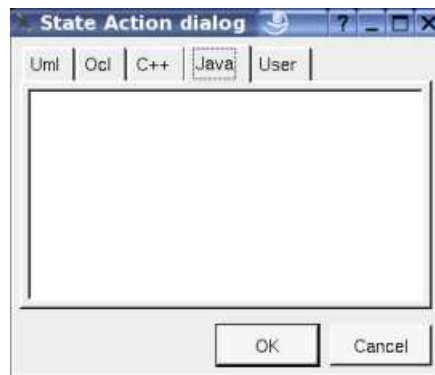 State Action dialog ?
Uml Ocl C++ Java User
OK Cancel